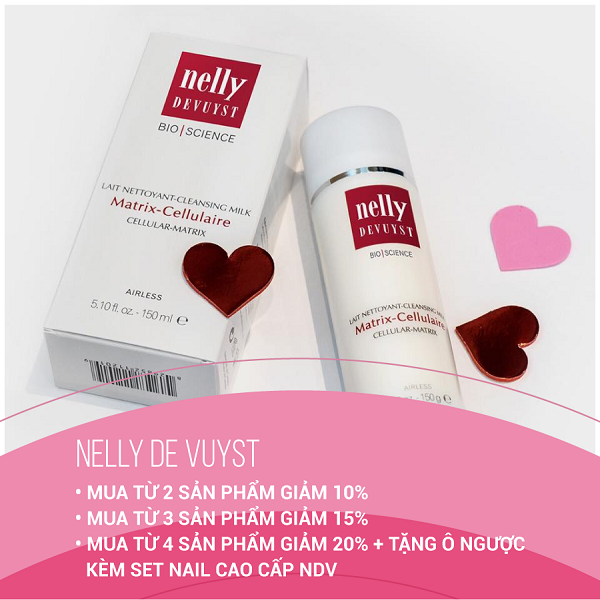 nelly
DEVUYST
BIO|SCIENCE
LAIT NETTOYANT-CLEANSING MILK
Matrix-Cellulaire
CELLULAR-MATRIX
AIRLESS
5.10 fl. oz. - 150 ml e
nelly
DEVUYST
BIO|SCIENCE
LAIT NETTOYANT-CLEANSING MILK
Matrix-Cellulaire
CELLULAR-MATRIX
AIRLESS
oz. - 150 g e
NELLY DE VUYST
• MUA TỪ 2 SẢN PHẨM GIẢM 10%
• MUA TỪ 3 SẢN PHẨM GIẢM 15%
• MUA TỪ 4 SẢN PHẨM GIẢM 20% + TẶNG Ô NGƯỢC
KÈM SET NAIL CAO CẤP NDV